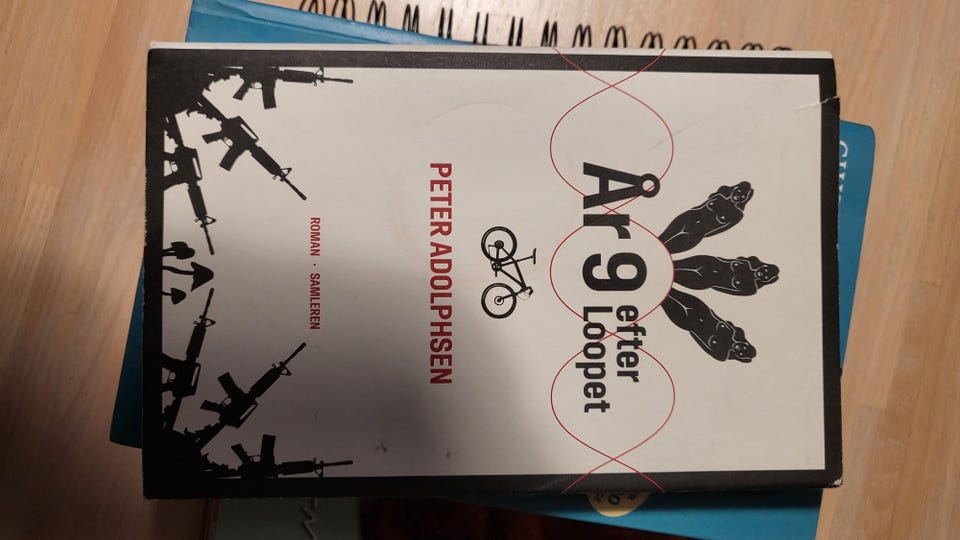 År 9 efter
Loopet
PETER ADOLPHSEN
ROMAN · SAMLEREN